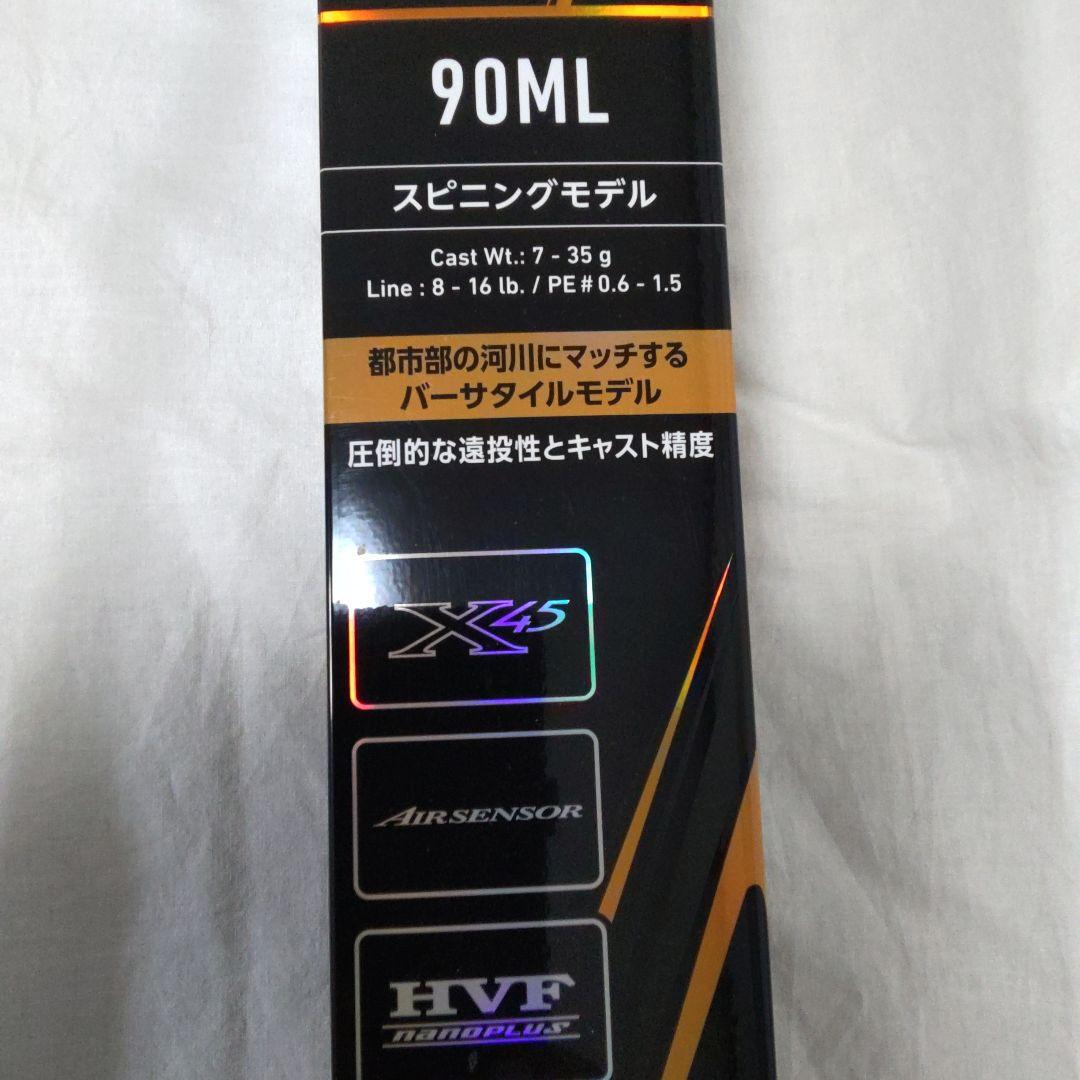 90ML
スピニングモデル
Cast Wt.: 7 - 35 g
Line : 8 - 16 lb. / PE # 0.6 - 1.5
都市部の河川にマッチする
バーサタイルモデル
圧倒的な遠投性とキャスト精度
X45
AIRSENSOR
HVF
nanoPLUS